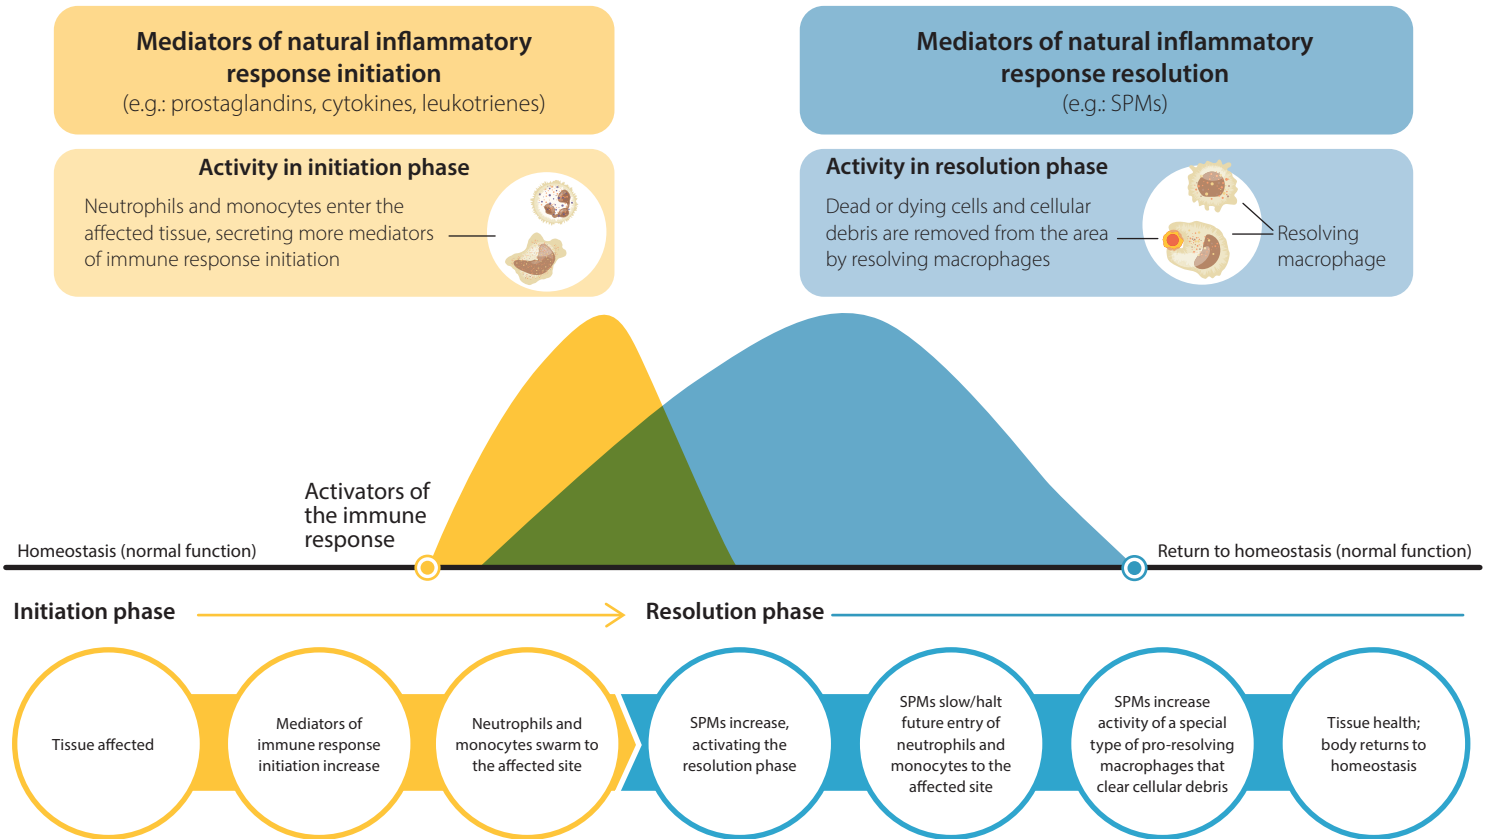 Mediators of natural inflammatory
response initiation
(e.g.: prostaglandins, cytokines, leukotrienes)
Mediators of natural inflammatory
response resolution
(e.g.: SPMs)
Activity in initiation phase
Neutrophils and monocytes enter the
affected tissue, secreting more mediators
of immune response initiation
Activity in resolution phase
Dead or dying cells and cellular
debris are removed from the area
by resolving macrophages
Resolving
macrophage
Activators of
the immune
response
Homeostasis (normal function)
Return to homeostasis (normal function)
Initiation phase
Resolution phase
Tissue affected
Mediators of
immune response
initiation increase
Neutrophils and
monocytes swarm to
the affected site
SPMs increase,
activating the
resolution phase
SPMs slow/halt
future entry of
neutrophils and
monocytes to the
affected site
SPMs increase
activity of a special
type of pro-resolving
macrophages that
clear cellular debris
Tissue health;
body returns to
homeostasis